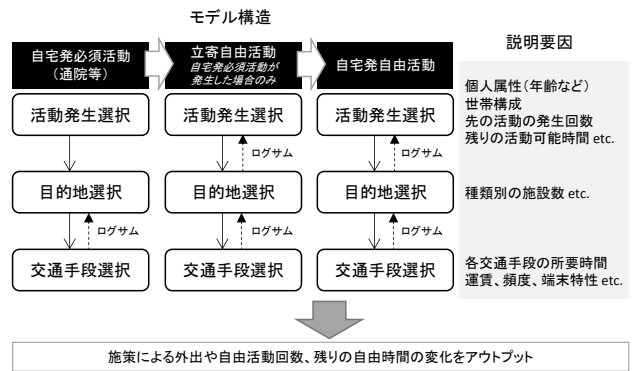 モデル構造
説明要因
自宅発必須活動
（通院等）
立寄自由活動
自宅発必須活動が
発生した場合のみ
自宅発自由活動
活動発生選択
活動発生選択
活動発生選択
個人属性（年齢など）
世帯構成
先の活動の発生回数
残りの活動可能時間 etc.
ログサム
ログサム
目的地選択
目的地選択
目的地選択
種類別の施設数 etc.
ログサム
ログサム
ログサム
交通手段選択
交通手段選択
交通手段選択
各交通手段の所要時間
運賃、頻度、端末特性 etc.
施策による外出や自由活動回数、残りの自由時間の変化をアウトプット